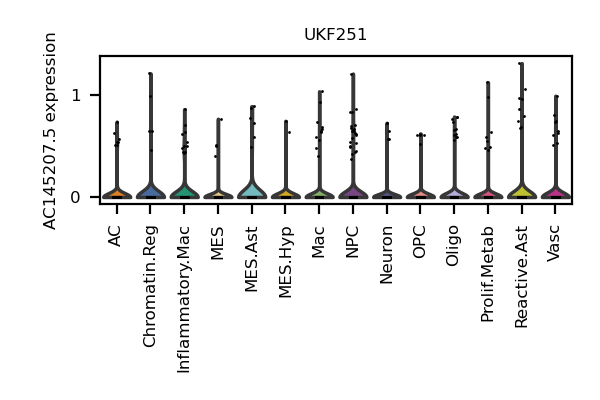 UKF251
AC145207.5 expression
1
0
AC
Chromatin.Reg
Inflammatory.Mac
MES
MES.Ast
MES.Hyp
Mac
NPC
Neuron
OPC
Oligo
Prolif.Metab
Reactive.Ast
Vasc